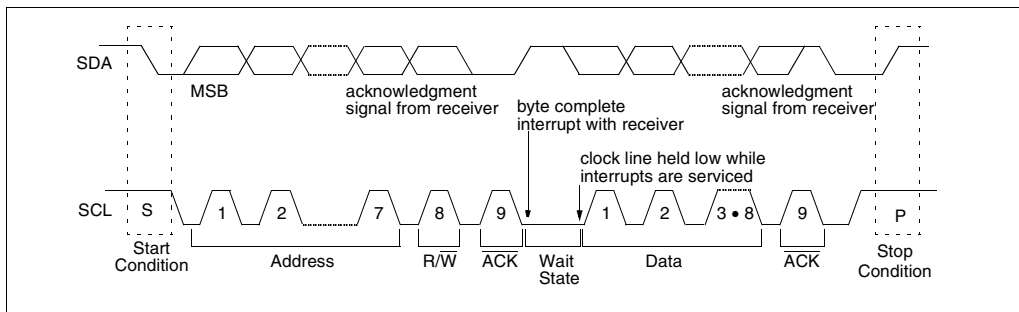 SDA
MSB
acknowledgment
signal from receiver
byte complete
interrupt with receiver
acknowledgment
signal from receiver
clock line held low while
interrupts are serviced
SCL
S
1
2
7
8
9
1
2
3 • 8
9
P
Start
Condition
Address
R/W̅
A̅C̅K̅
Wait
State
Data
A̅C̅K̅
Stop
Condition